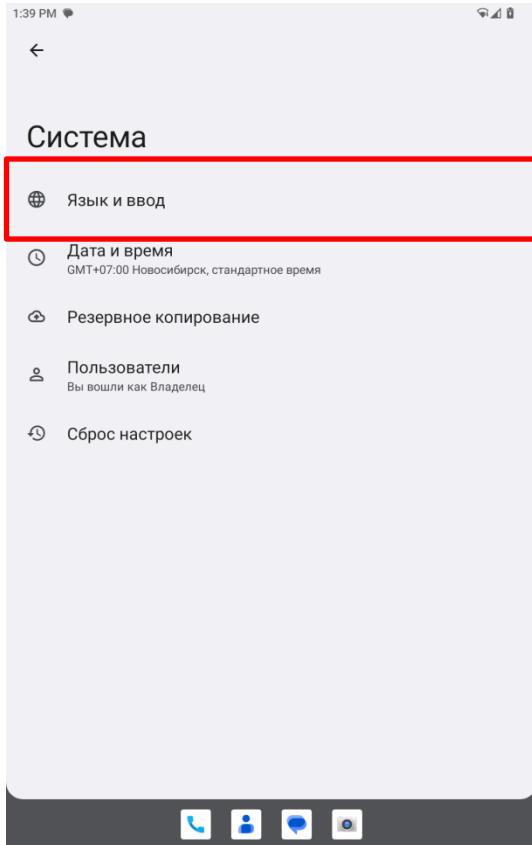 1:39 PM
Система
Язык и ввод
Дата и время
GMT+07:00 Новосибирск, стандартное время
Резервное копирование
Пользователи
Вы вошли как Владелец
Сброс настроек